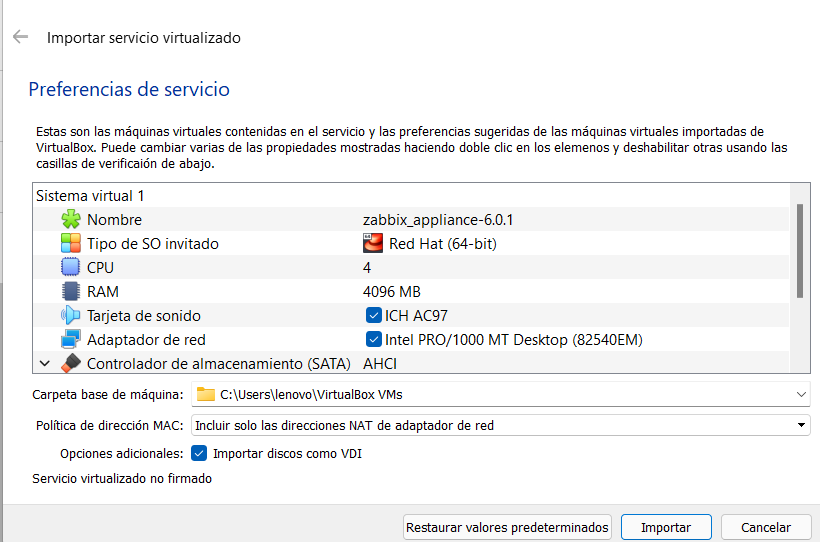 Importar servicio virtualizado
Preferencias de servicio
Estas son las máquinas virtuales contenidas en el servicio y las preferencias sugeridas de las máquinas virtuales importadas de
VirtualBox. Puede cambiar varias de las propiedades mostradas haciendo doble clic en los elemenos y deshabilitar otras usando las
casillas de verificaión de abajo.
Sistema virtual 1
Nombre zabbix_appliance-6.0.1
Tipo de SO invitado Red Hat (64-bit)
CPU 4
RAM 4096 MB
Tarjeta de sonido ICH AC97
Adaptador de red Intel PRO/1000 MT Desktop (82540EM)
Controlador de almacenamiento (SATA) AHCI
Carpeta base de máquina: C:\Users\lenovo\VirtualBox VMs
Política de dirección MAC: Incluir solo las direcciones NAT de adaptador de red
Opciones adicionales: Importar discos como VDI
Servicio virtualizado no firmado
Restaurar valores predeterminados Importar Cancelar